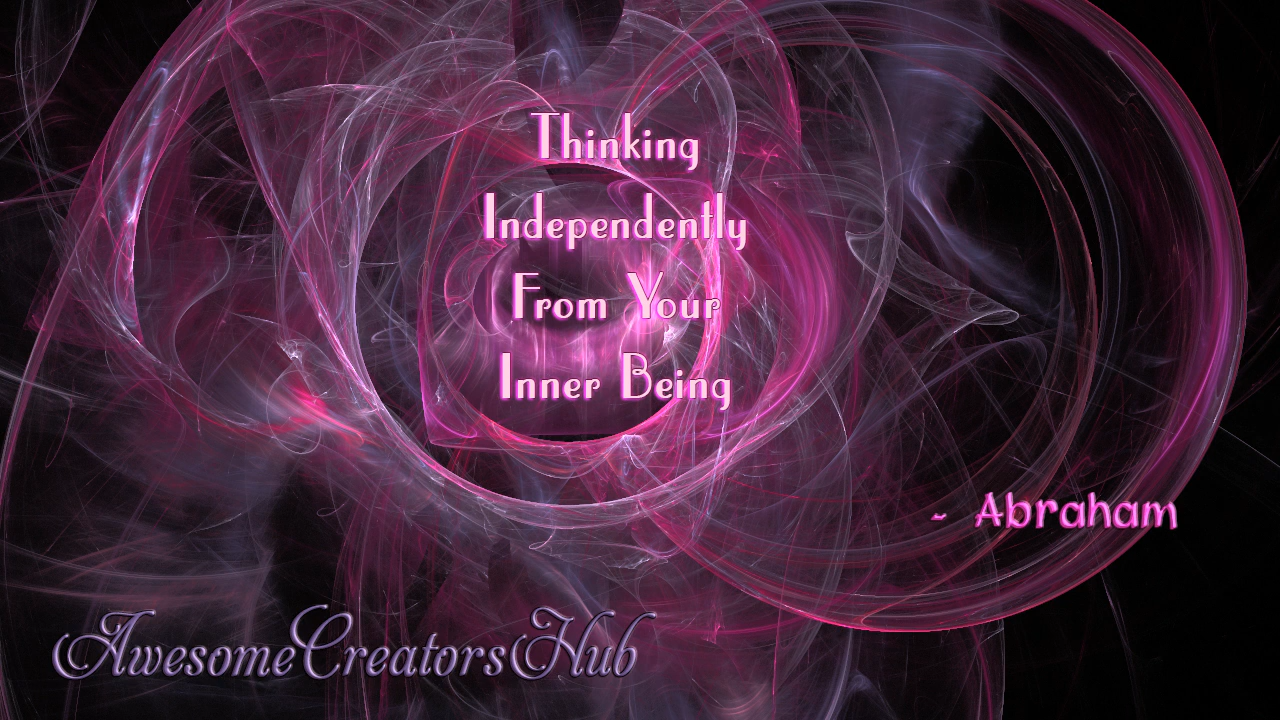 Thinking
Independently
From Your
Inner Being
~ Abraham
AwesomeCreatorsHub